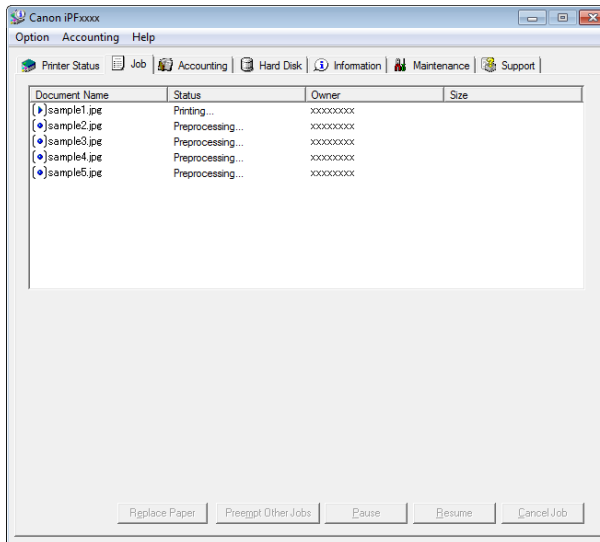 Canon iPFxxxx
Option Accounting Help
Printer Status Job Accounting Hard Disk Information Maintenance Support
Document Name Status Owner Size
sample1.jpg Printing... xxxxxxxx
sample2.jpg Preprocessing... xxxxxxxx
sample3.jpg Preprocessing... xxxxxxxx
sample4.jpg Preprocessing... xxxxxxxx
sample5.jpg Preprocessing... xxxxxxxx
Replace Paper Preempt Other Jobs Pause Resume Cancel Job